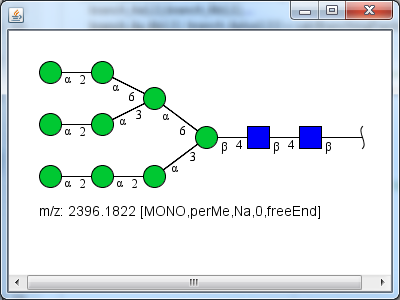 α 2 α 6
α 2 α 3 α 6
β 4 β 4 β
α 2 α 2 α 3
m/z: 2396.1822 [MONO,perMe,Na,0,freeEnd]